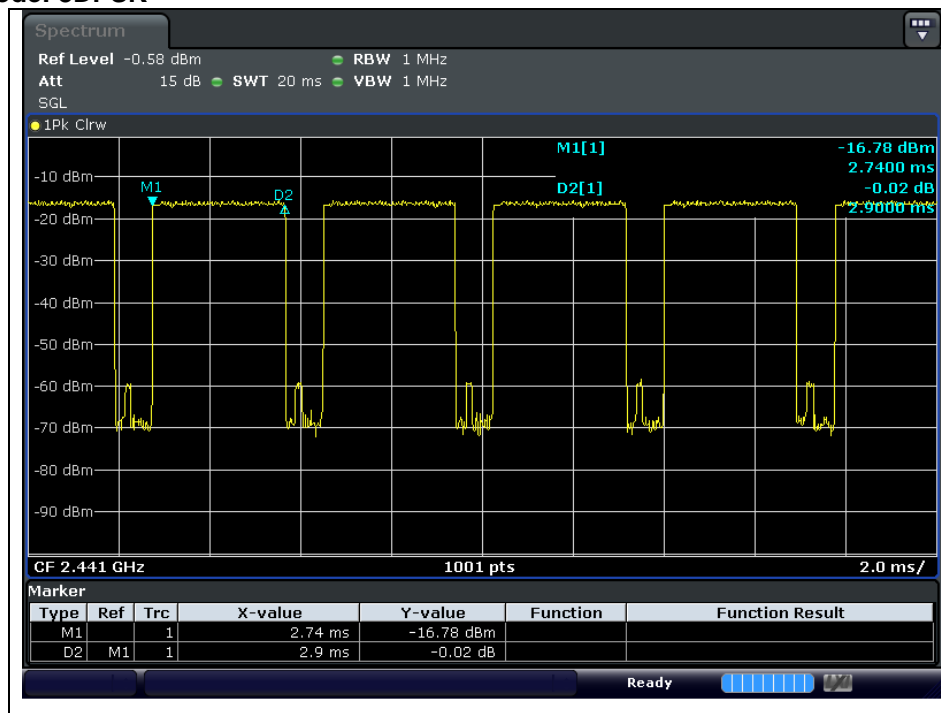 Spectrum
Ref Level -0.58 dBm RBW 1 MHz
Att 15 dB SWT 20 ms VBW 1 MHz
SGL
1Pk Clrw
M1[1] -16.78 dBm
2.7400 ms
D2[1] -0.02 dB
2.9000 ms
M1
D2
-10 dBm
-20 dBm
-30 dBm
-40 dBm
-50 dBm
-60 dBm
-70 dBm
-80 dBm
-90 dBm
CF 2.441 GHz 1001 pts 2.0 ms/
Marker
Type Ref Trc X-value Y-value Function Function Result
M1 1 2.74 ms -16.78 dBm
D2 M1 1 2.9 ms -0.02 dB
Ready